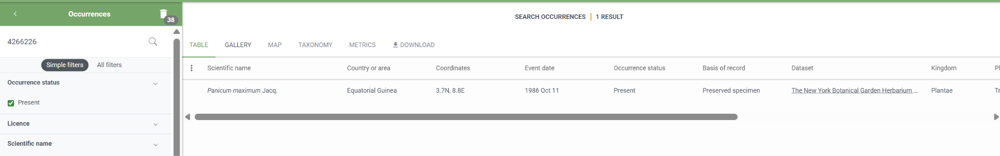 Occurrences
38
4266226
Simple filters
All filters
Occurrence status
Present
Licence
Scientific name
SEARCH OCCURRENCES 1 RESULT
TABLE GALLERY MAP TAXONOMY METRICS DOWNLOAD
Scientific name Country or area Coordinates Event date Occurrence status Basis of record Dataset Kingdom Ph
Panicum maximum Jacq. Equatorial Guinea 3.7N, 8.8E 1986 Oct 11 Present Preserved specimen The New York Botanical Garden Herbarium ... Plantae Tr